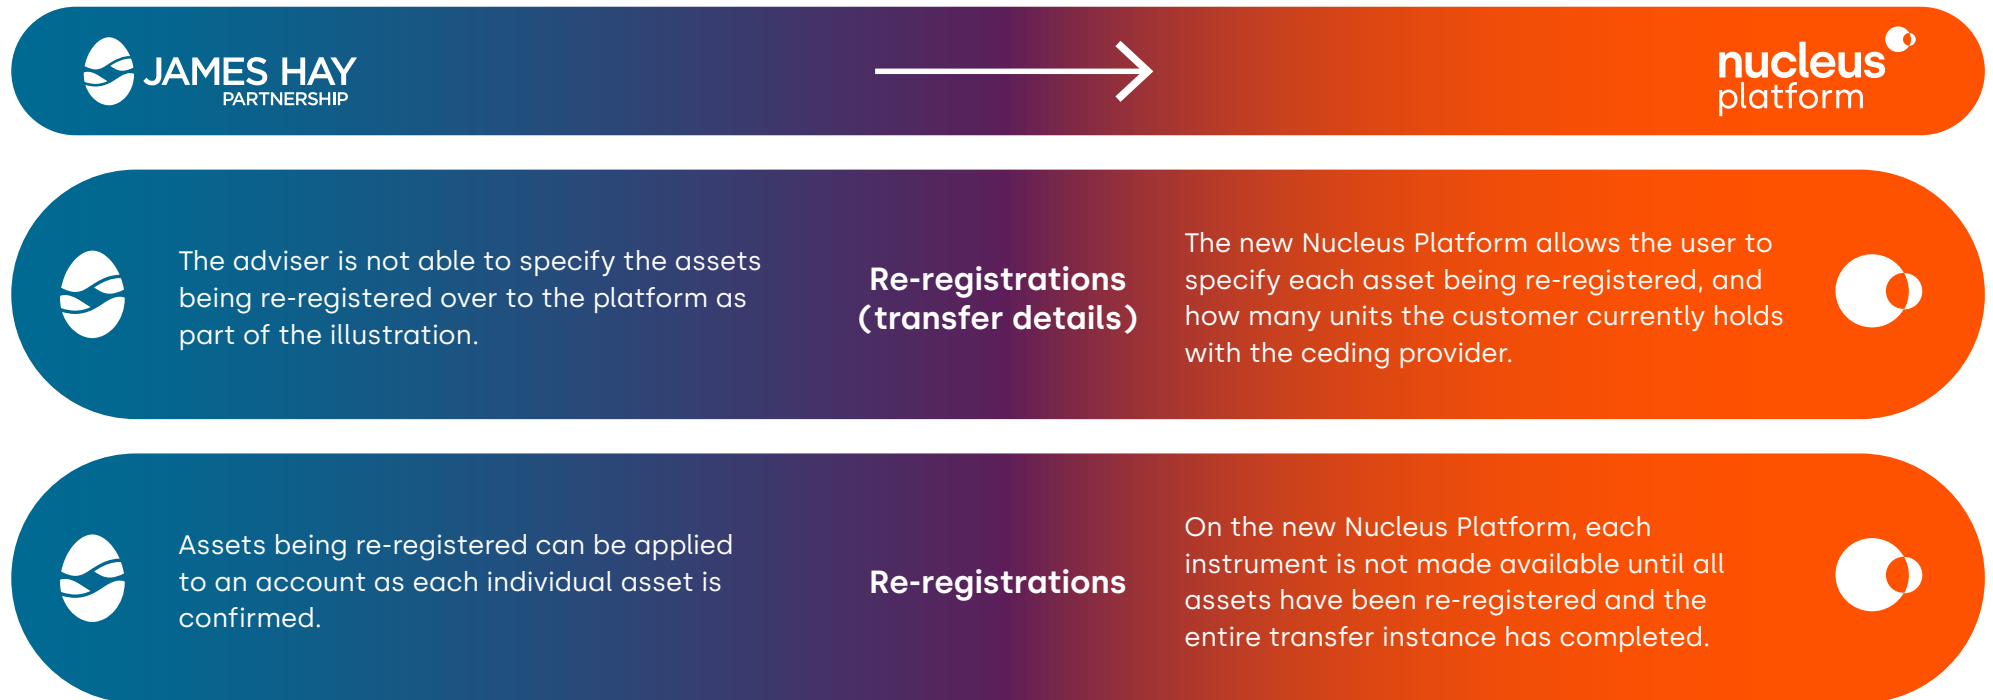 JAMES HAY
PARTNERSHIP
nucleus
platform
The adviser is not able to specify the assets
being re-registered over to the platform as
part of the illustration.
Re-registrations
(transfer details)
The new Nucleus Platform allows the user to
specify each asset being re-registered, and
how many units the customer currently holds
with the ceding provider.
Assets being re-registered can be applied
to an account as each individual asset is
confirmed.
Re-registrations
On the new Nucleus Platform, each
instrument is not made available until all
assets have been re-registered and the
entire transfer instance has completed.